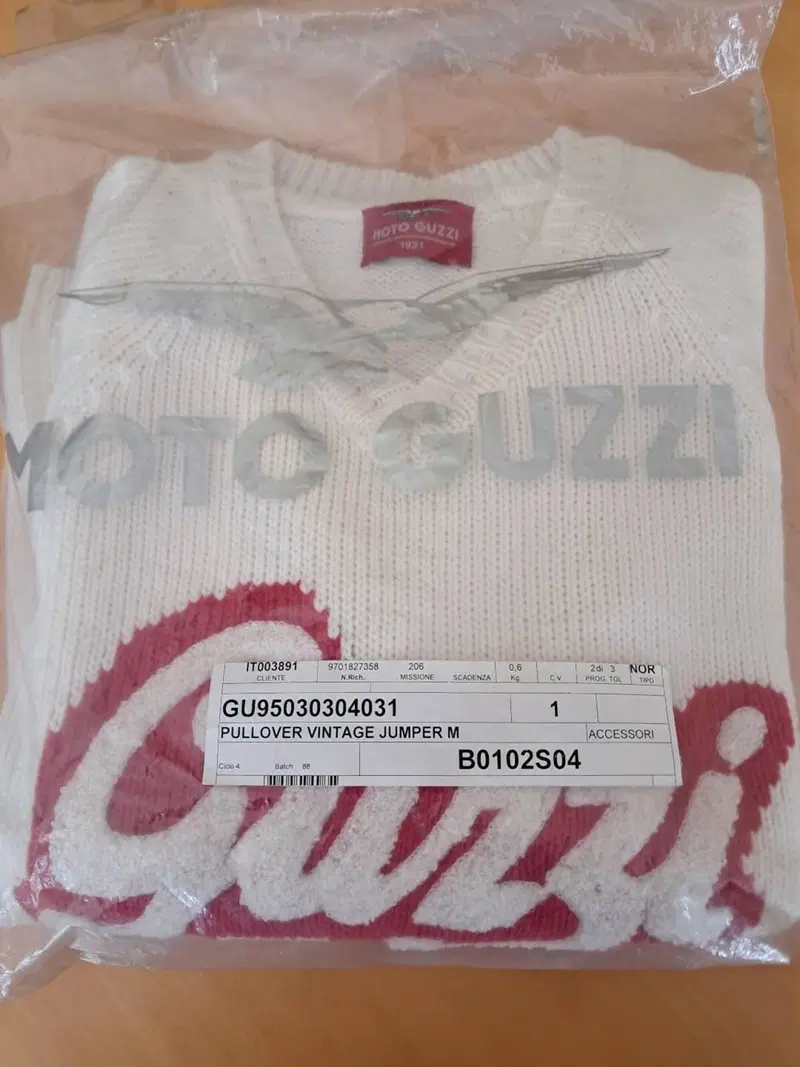 MOTO GUZZI
1921
MOTO GUZZI
IT003891 9701827358 206 0,6 2di 3 NOR
CLIENTE N.Rich. MISSIONE SCADENZA Kg. C.V PROG. TGL TIPO
GU95030304031 1
PULLOVER VINTAGE JUMPER M ACCESSORI
Ciclo 4 Batch 88 B0102S04
Guzzi